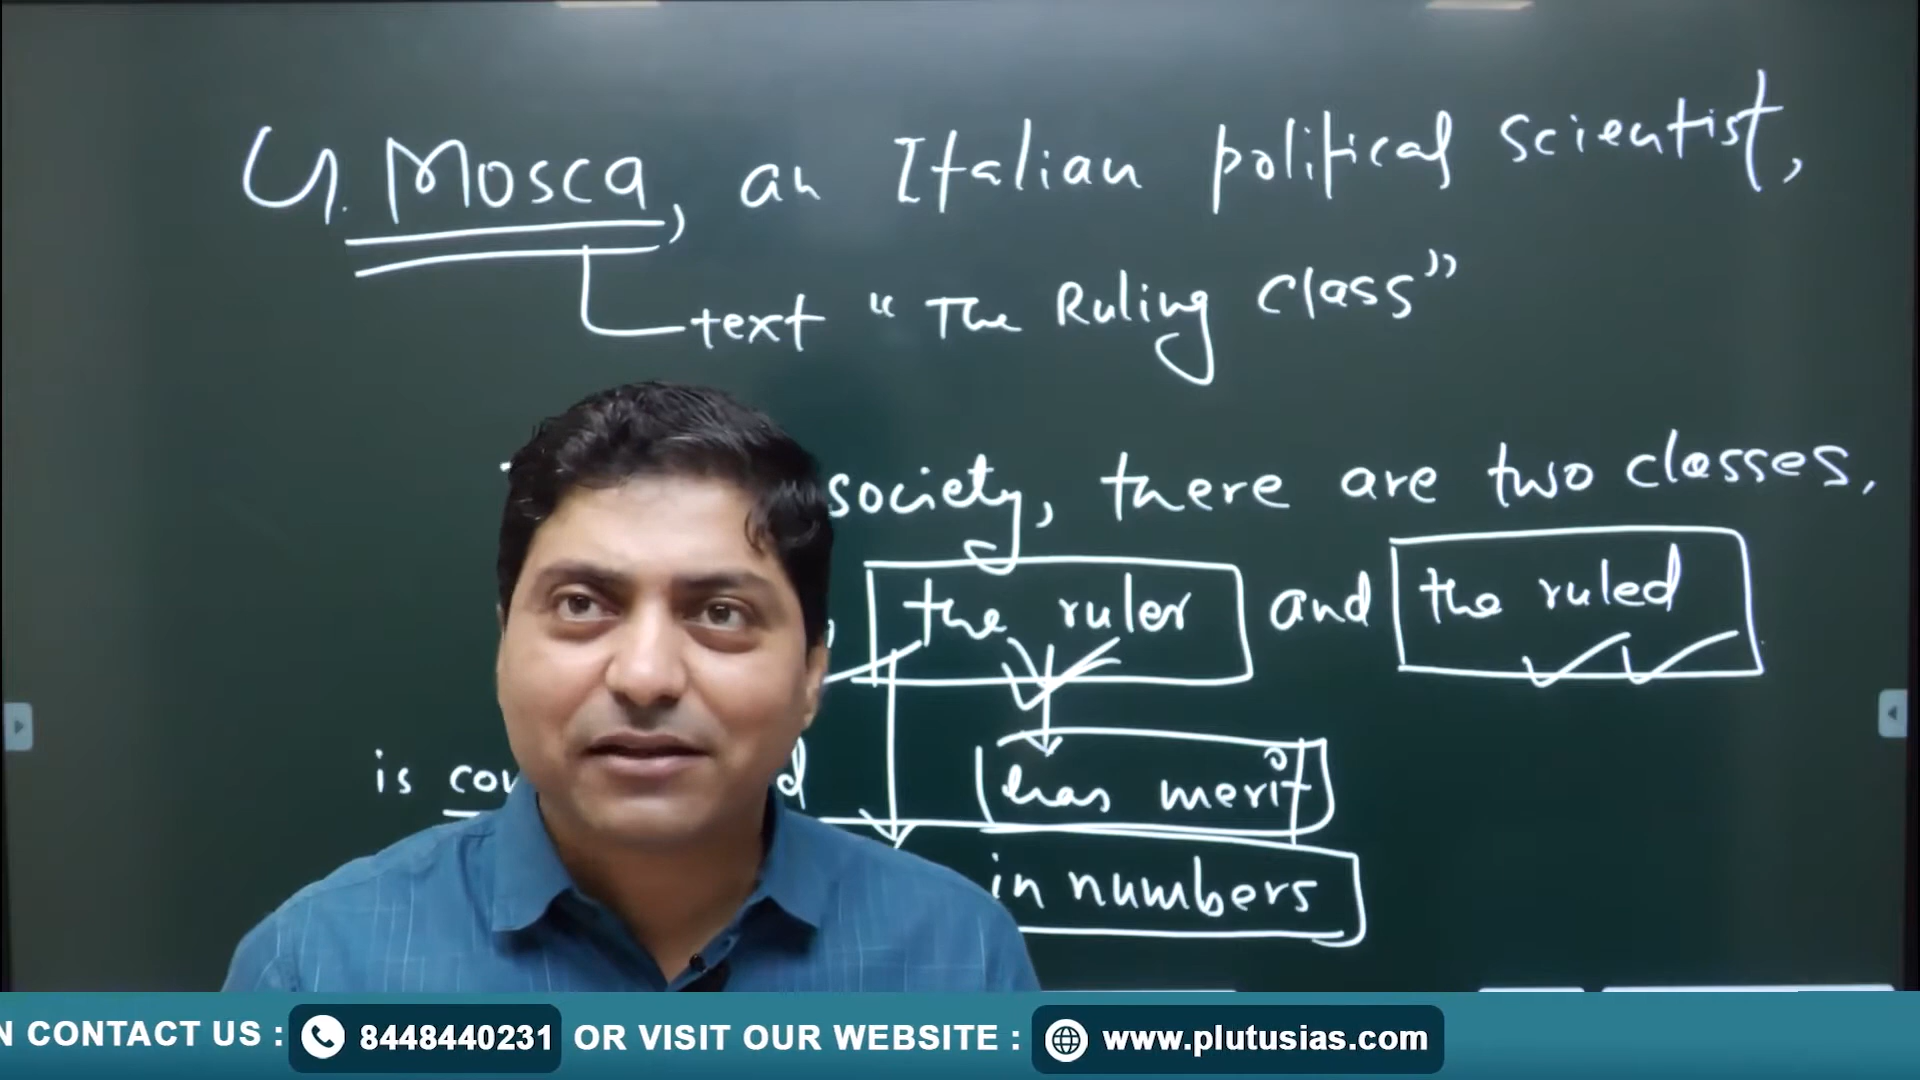 G. Mosca, an Italian political scientist,
text "The Ruling Class"
society, there are two classes,
the ruler and the ruled
is has merit
in numbers
N CONTACT US : 8448440231 OR VISIT OUR WEBSITE : www.plutusias.com